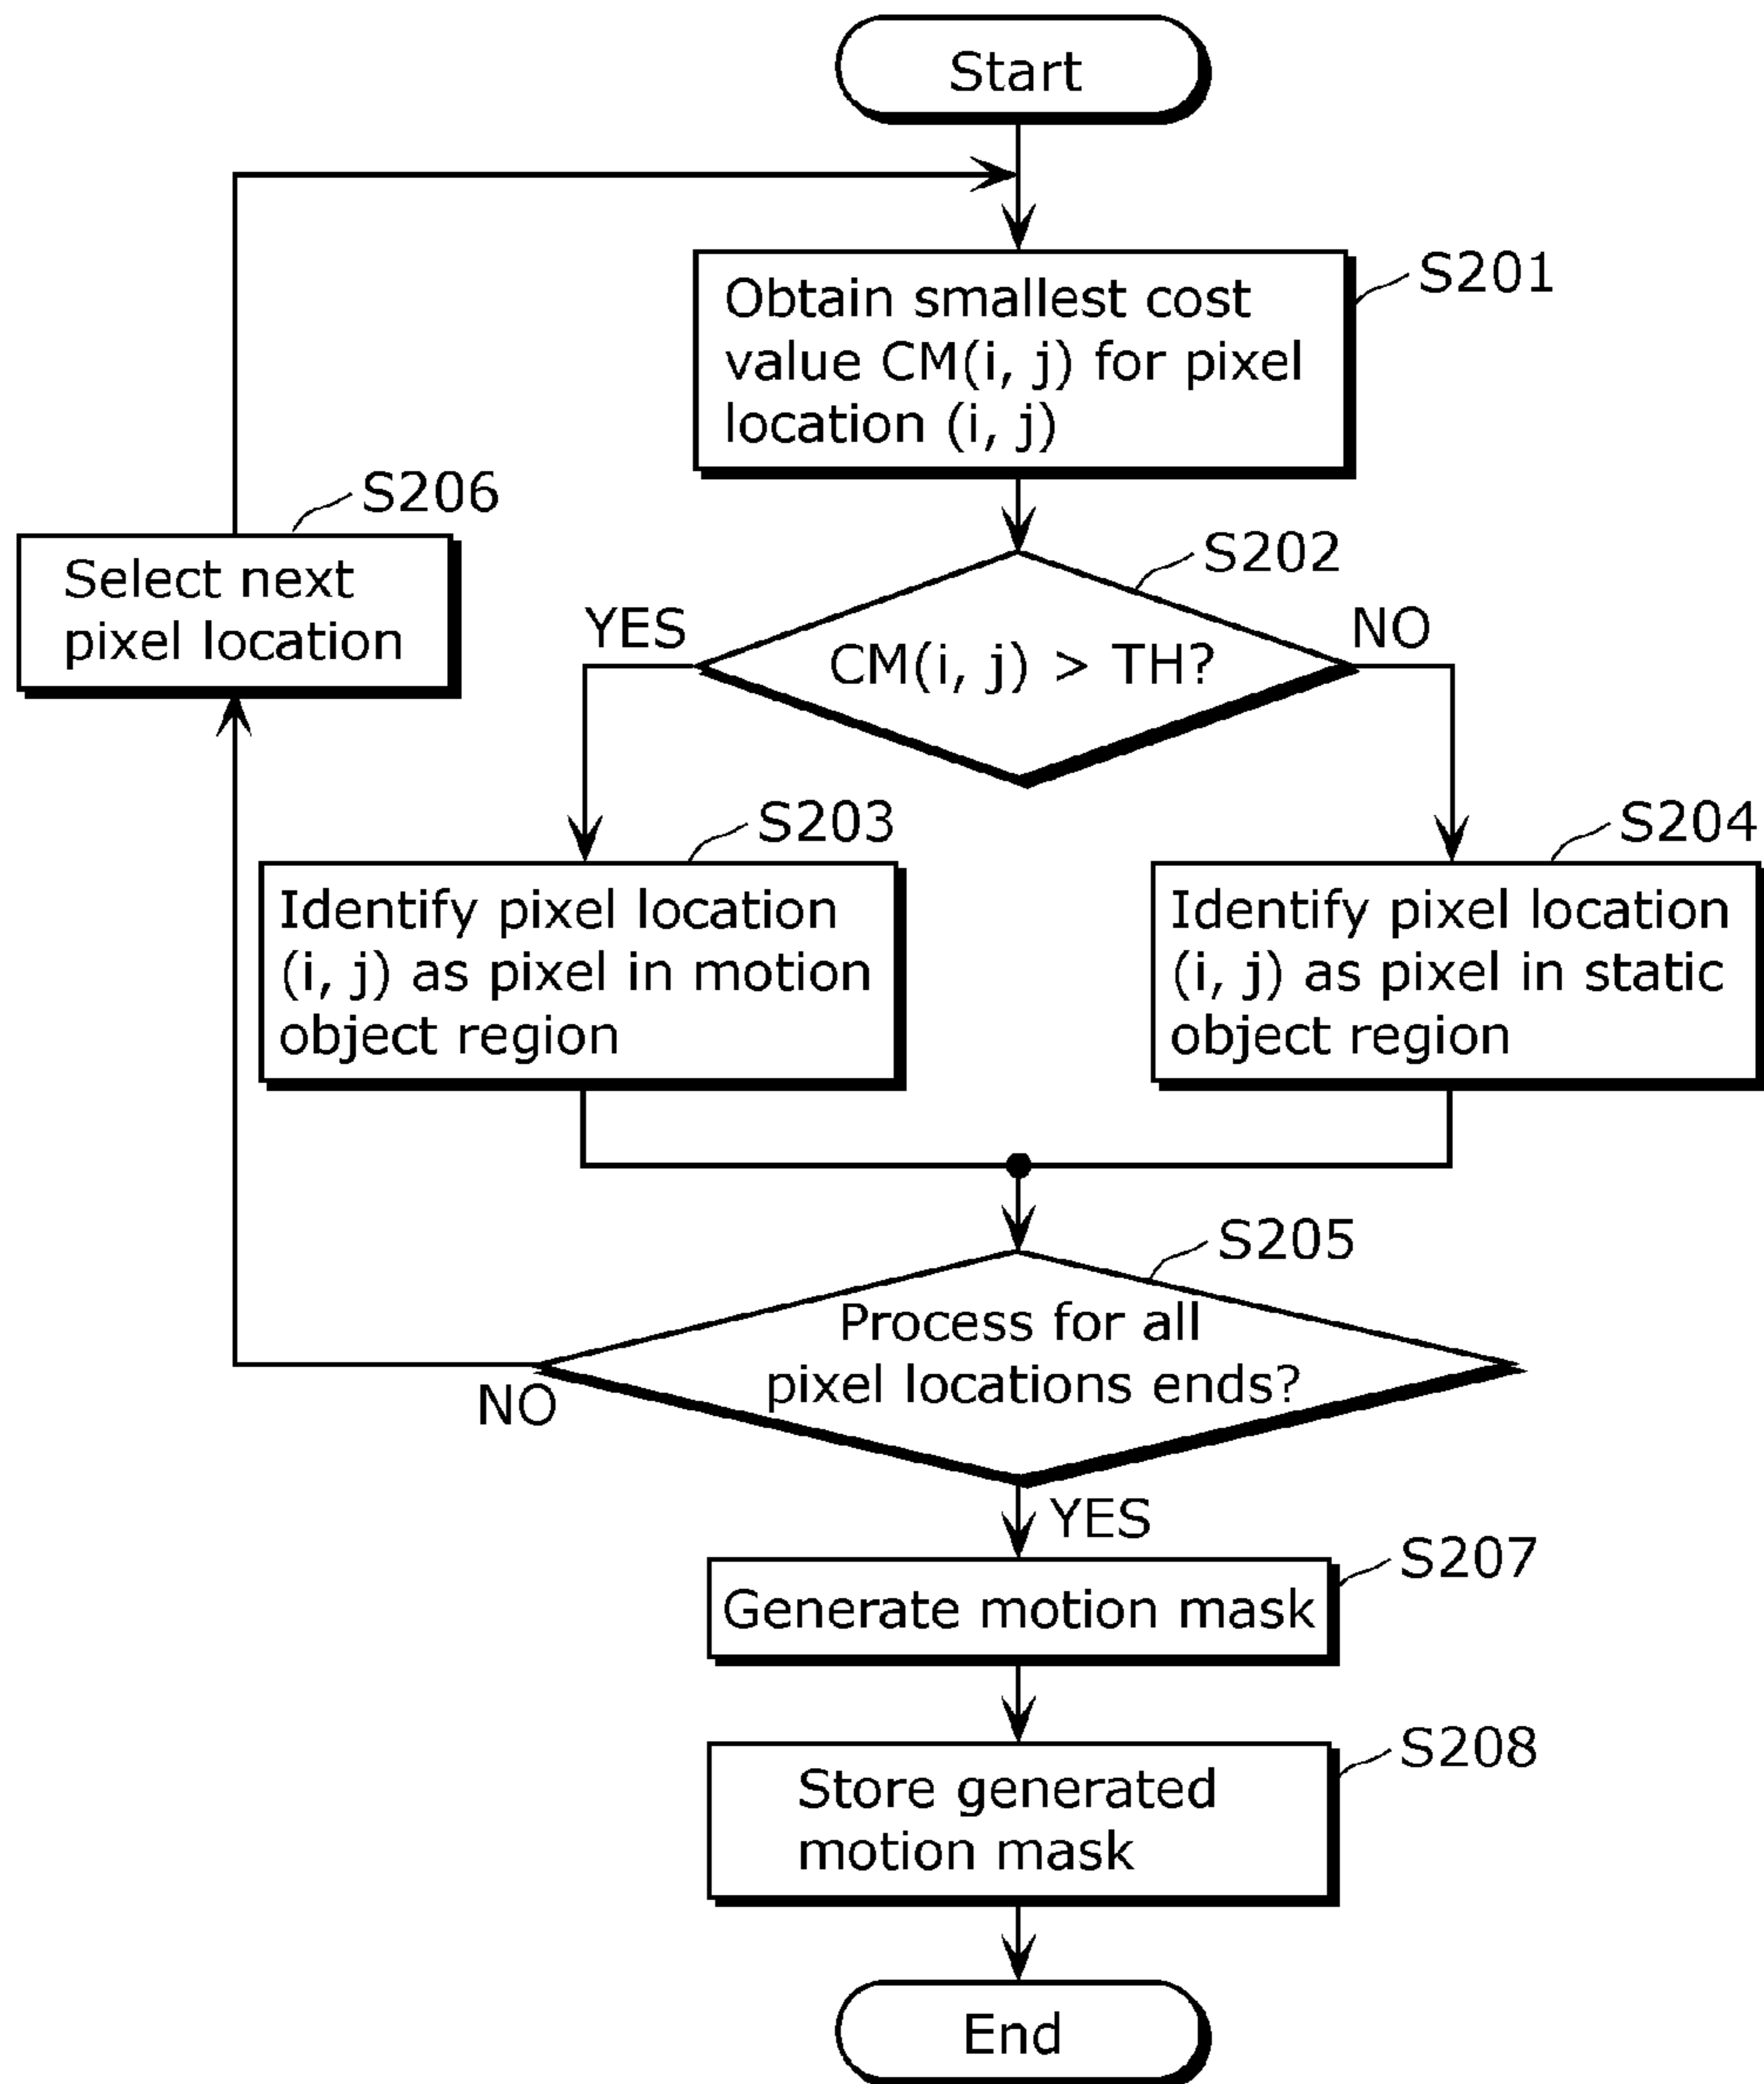 Start
S201
Obtain smallest cost
value CM(i, j) for pixel
location (i, j)
S206
Select next
pixel location
S202
YES
NO
CM(i, j) > TH?
S203
Identify pixel location
(i, j) as pixel in motion
object region
S204
Identify pixel location
(i, j) as pixel in static
object region
S205
Process for all
pixel locations ends?
NO
YES
S207
Generate motion mask
S208
Store generated
motion mask
End